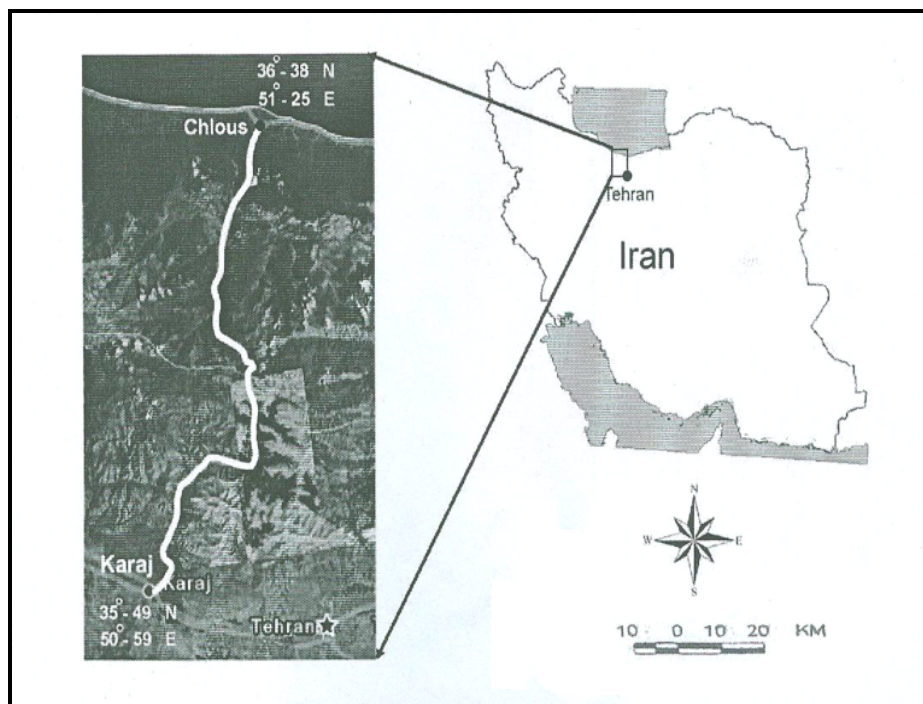 36°-38 N
51°-25 E
Chlous
Karaj
Karaj
35°-49 N
50°-59 E
Tehran
Tehran
Iran
N
W
E
S
10 0 10 20 KM